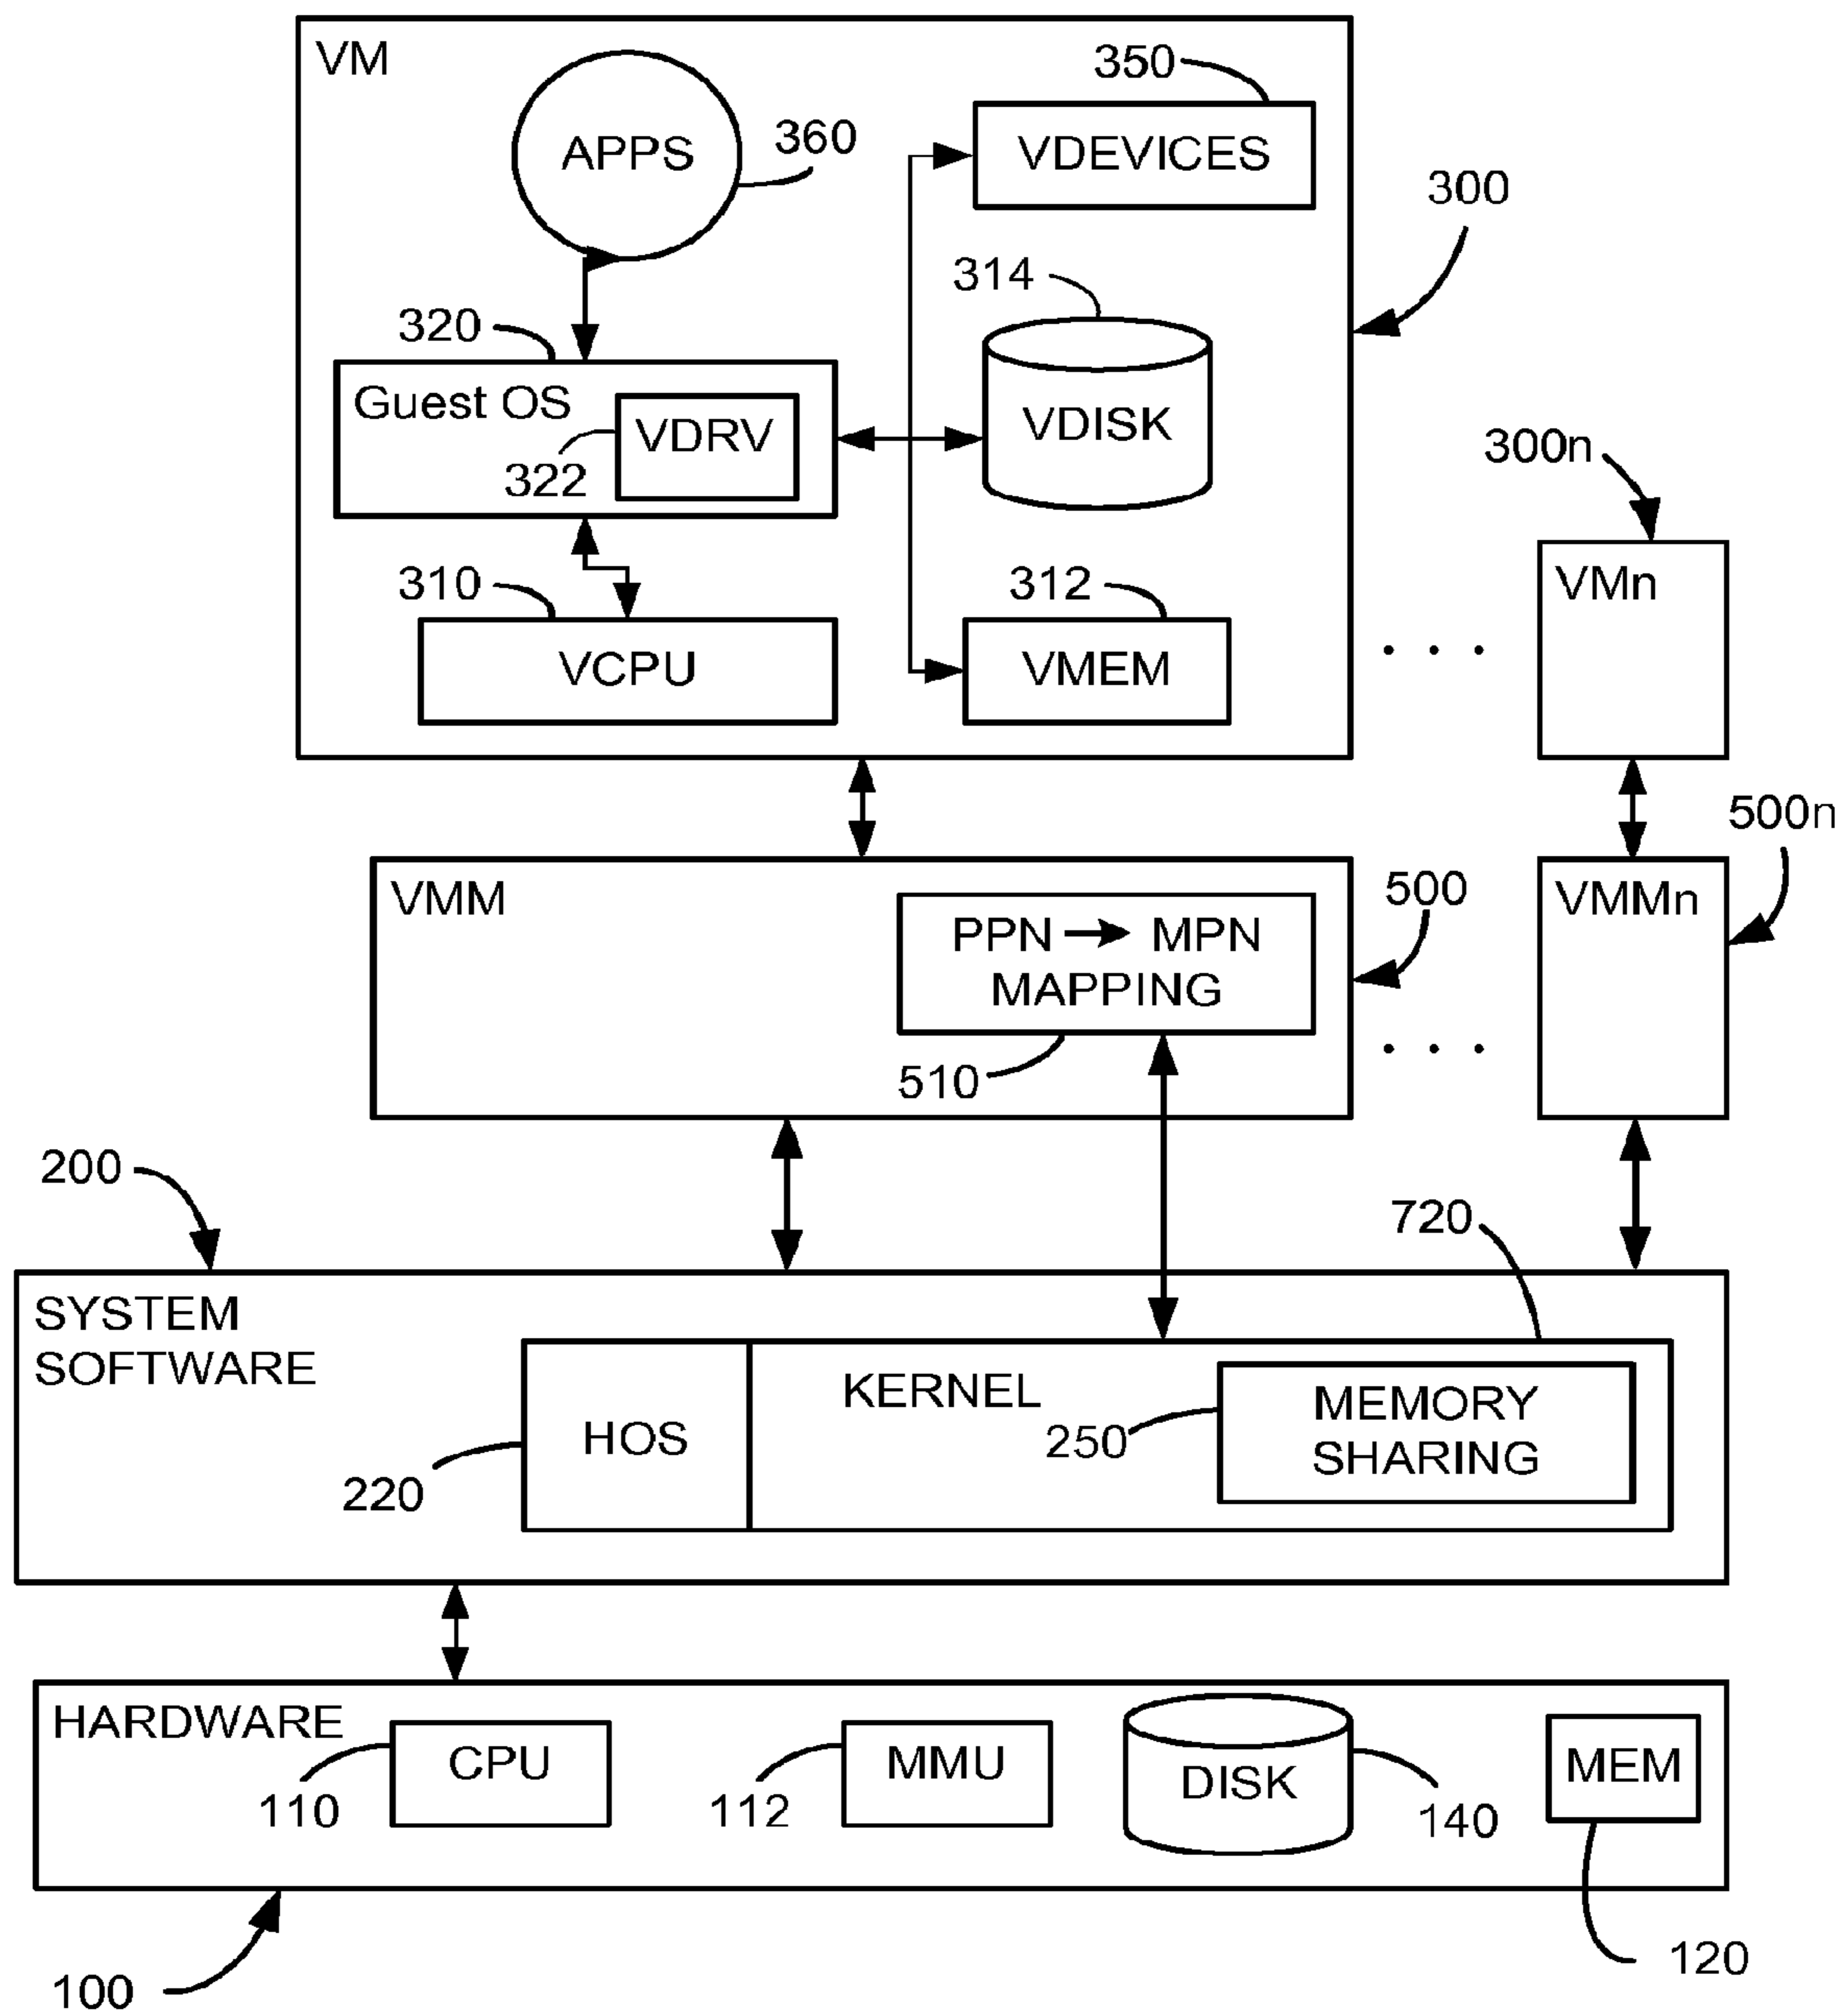 VM
350
APPS
360
VDEVICES
300
314
320
Guest OS
VDRV
322
VDISK
300n
310
312
VMn
VCPU
VMEM
. . .
500n
VMM
500
VMMn
PPN → MPN
MAPPING
510
. . .
200
720
SYSTEM
SOFTWARE
HOS
KERNEL
MEMORY
SHARING
250
220
HARDWARE
CPU
MMU
DISK
MEM
110
112
140
100
120